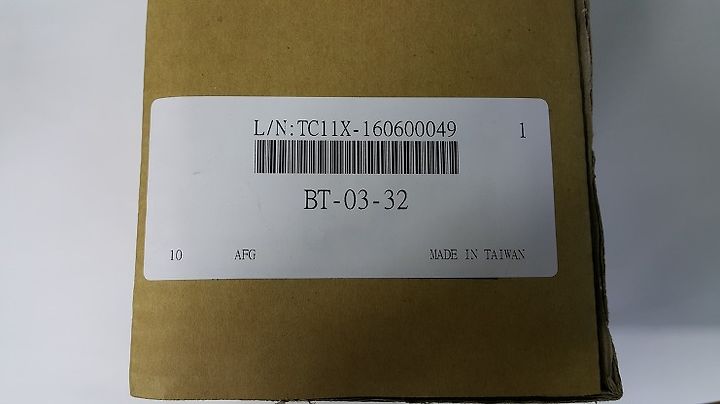 L/N:TC11X-160600049 1
BT-03-32
10 AFG MADE IN TAIWAN